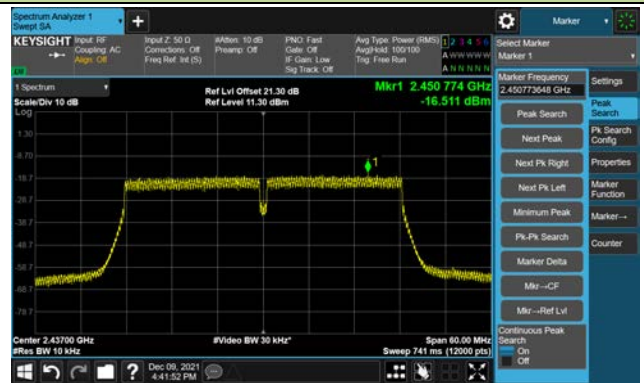 Spectrum Analyzer 1
Swept SA
+
Marker
KEYSIGHT
Input: RF
Coupling: AC
Align: Off
Input Z: 50 Ω
Corrections: Off
Freq Ref: Int (S)
#Atten: 10 dB
Preamp: Off
PNO: Fast
Gate: Off
IF Gain: Low
Sig Track: Off
Avg Type: Power (RMS)
Avg|Hold: 100/100
Trig: Free Run
1 2 3 4 5 6
A W W W W W
A N N N N N
Select Marker
Marker 1
1 Spectrum
Scale/Div 10 dB
Log
Ref Lvl Offset 21.30 dB
Ref Level 11.30 dBm
Mkr1 2.450 774 GHz
-16.511 dBm
1.30
-8.70
-18.7
-28.7
-38.7
-48.7
-58.7
-68.7
-78.7
1
Center 2.43700 GHz
#Res BW 10 kHz
#Video BW 30 kHz*
Span 60.00 MHz
Sweep 741 ms (12000 pts)
Marker Frequency
2.450773648 GHz
Peak Search
Next Peak
Next Pk Right
Next Pk Left
Minimum Peak
Pk-Pk Search
Marker Delta
Mkr→CF
Mkr→Ref Lvl
Continuous Peak
Search
On
Off
Settings
Peak
Search
Pk Search
Config
Properties
Marker
Function
Marker→
Counter
?
Dec 09, 2021
4:41:52 PM